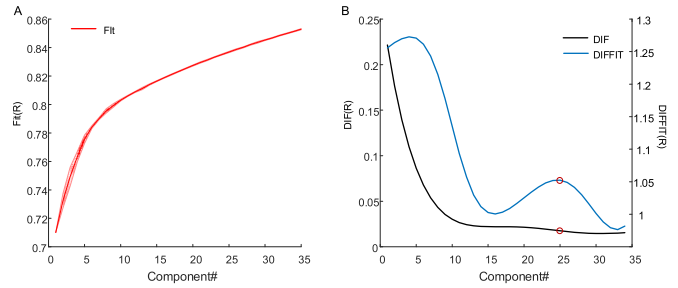 A
0.86
0.84
0.82
0.8
0.78
0.76
0.74
0.72
0.7
Fit(R)
FIt
0 5 10 15 20 25 30 35
Component#
B
0.25
0.2
0.15
0.1
0.05
0
DIF(R)
DIF
DIFFIT
1.3
1.25
1.2
1.15
1.1
1.05
1
DIFFIT(R)
0 5 10 15 20 25 30 35
Component#